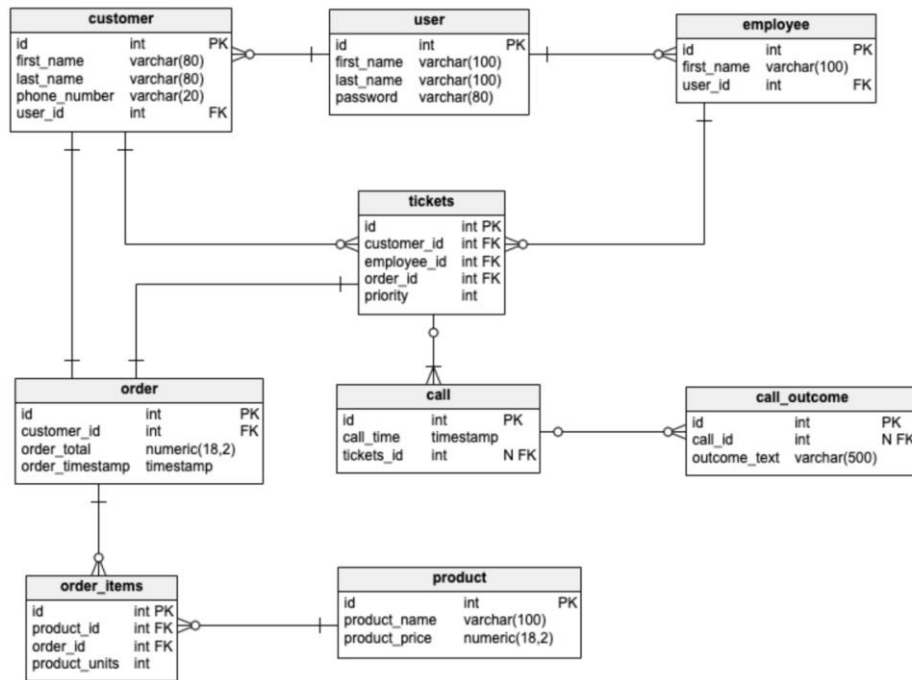 customer
id int PK
first_name varchar(80)
last_name varchar(80)
phone_number varchar(20)
user_id int FK
user
id int PK
first_name varchar(100)
last_name varchar(100)
password varchar(80)
employee
id int PK
first_name varchar(100)
user_id int FK
tickets
id int PK
customer_id int FK
employee_id int FK
order_id int FK
priority int
order
id int PK
customer_id int FK
order_total numeric(18,2)
order_timestamp timestamp
call
id int PK
call_time timestamp
tickets_id int N FK
call_outcome
id int PK
call_id int N FK
outcome_text varchar(500)
order_items
id int PK
product_id int FK
order_id int FK
product_units int
product
id int PK
product_name varchar(100)
product_price numeric(18,2)